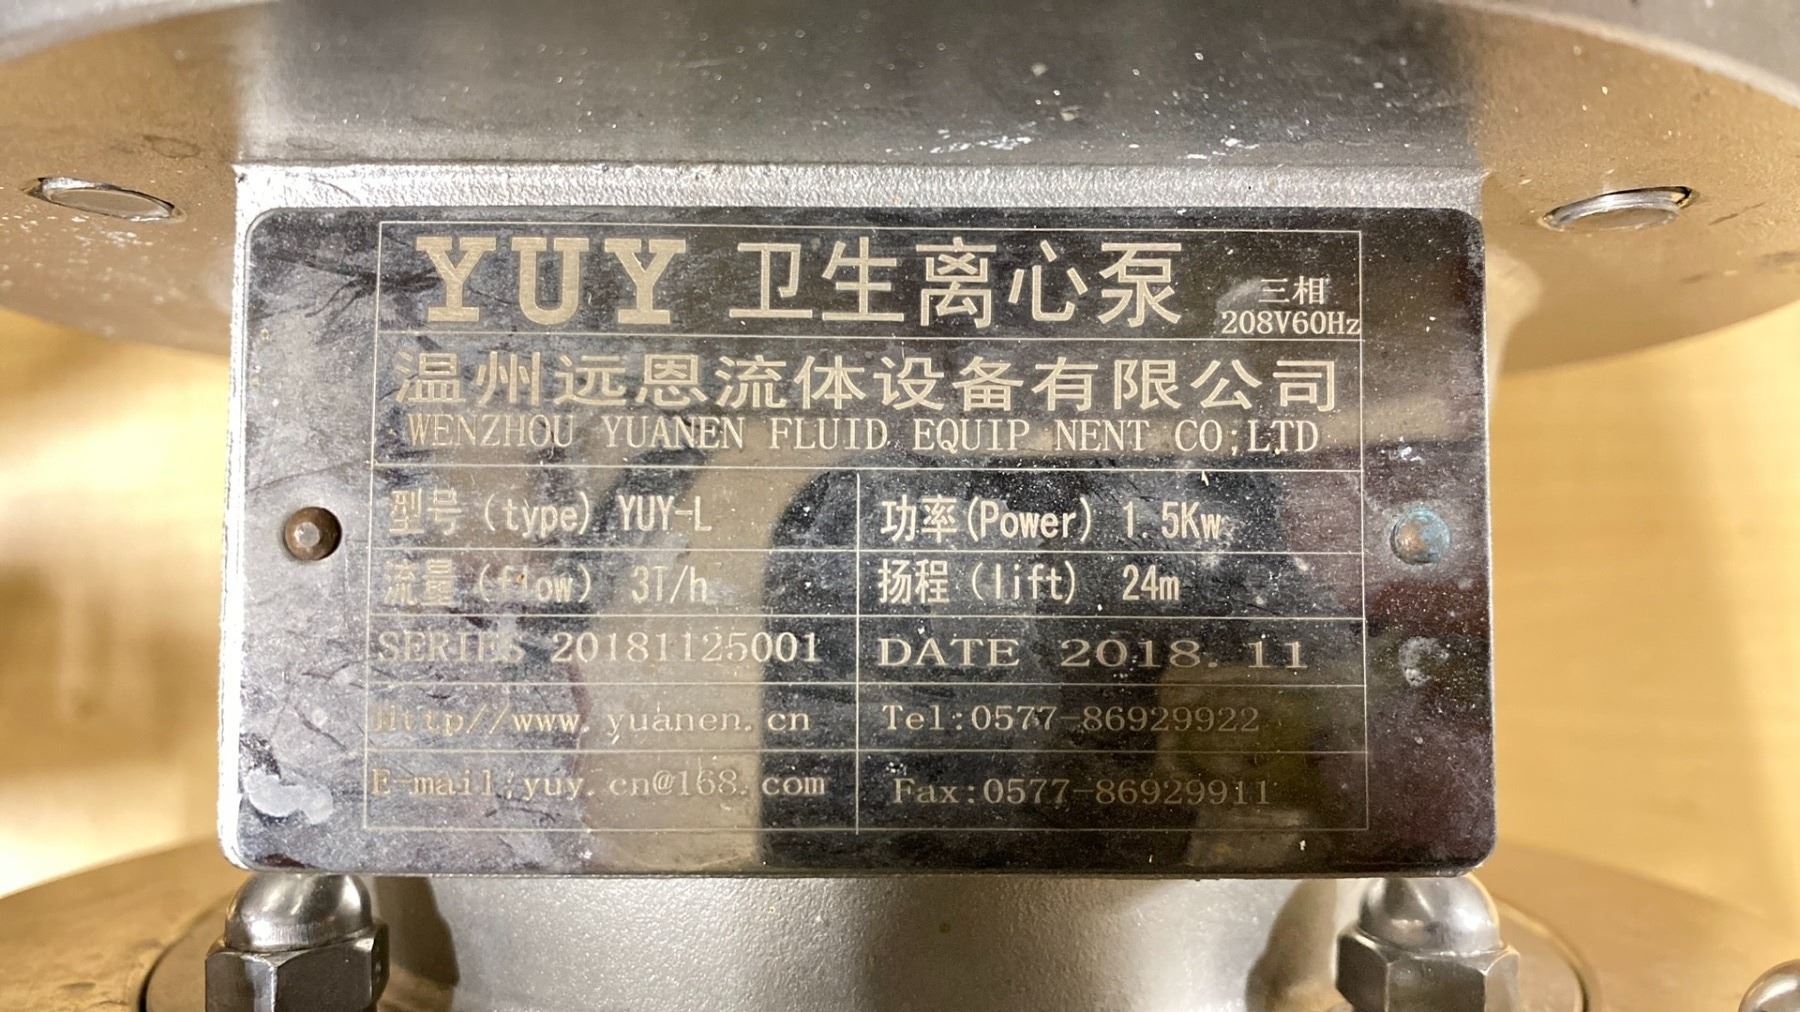 YUY 卫生离心泵 三相
208V60Hz
温州远恩流体设备有限公司
WENZHOU YUANEN FLUID EQUIP NENT CO;LTD
型号 (type) YUY-L 功率(Power) 1.5Kw
流量 (flow) 3T/h 扬程 (lift) 24m
SERIES 20181125001 DATE 2018.11
Http//www.yuanen.cn Tel:0577-86929922
E-mail;yuy.cn@168.com Fax:0577-86929911